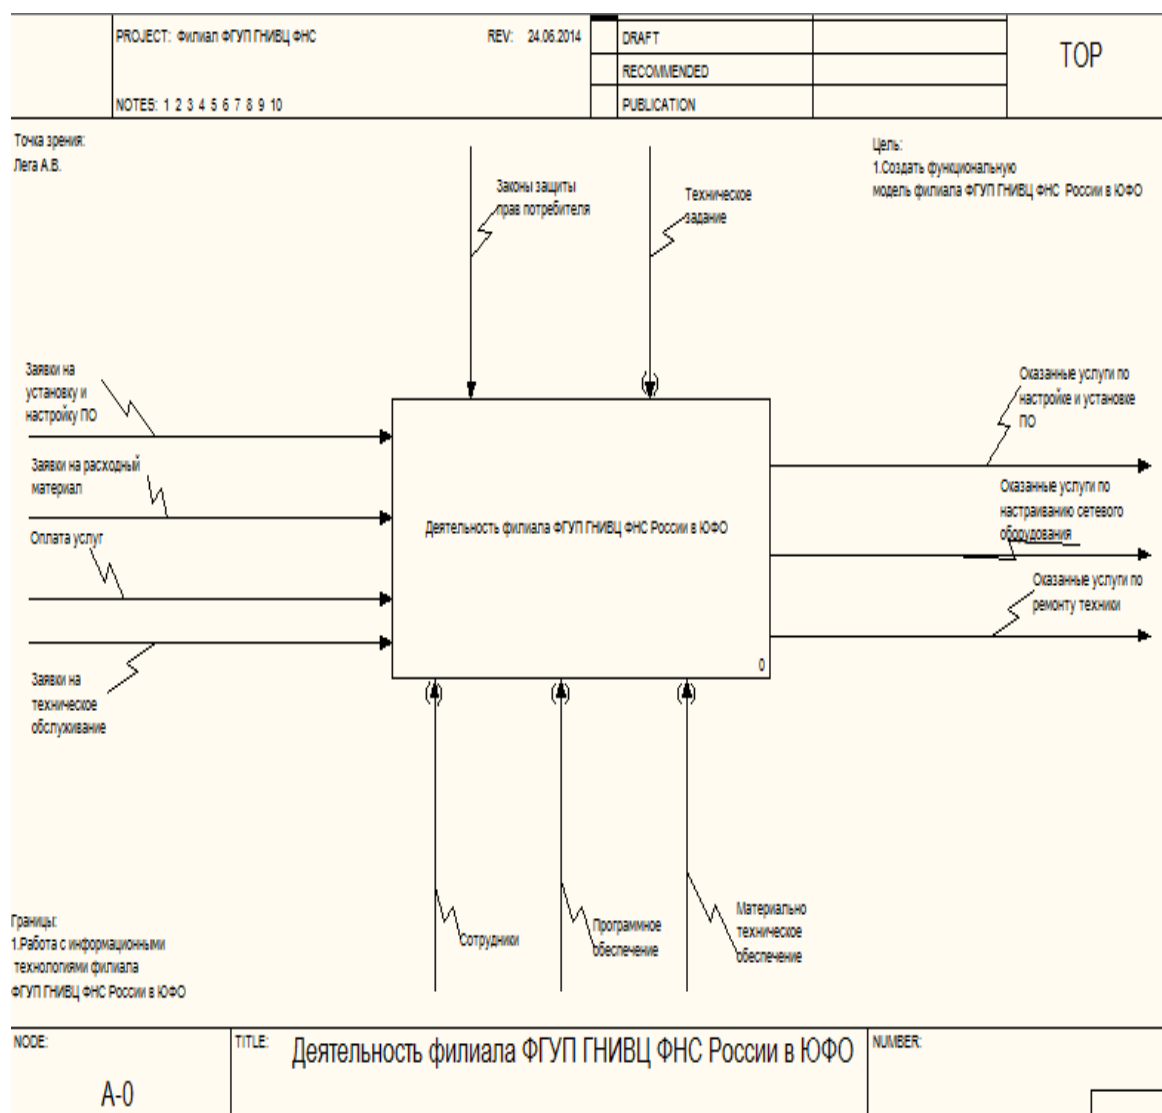 PROJECT: Филиал ФГУП ГНИВЦ ФНС
REV: 24.06.2014
DRAFT
RECOMMENDED
PUBLICATION
TOP
NOTES: 1 2 3 4 5 6 7 8 9 10
Точка зрения:
Лега А.В.
Цель:
1.Создать функциональную
модель филиала ФГУП ГНИВЦ ФНС России в ЮФО
Законы защиты
прав потребителя
Техническое
задание
Заявки на
установку и
настройку ПО
Заявки на расходный
материал
Оплата услуг
Заявки на
техническое
обслуживание
Деятельность филиала ФГУП ГНИВЦ ФНС России в ЮФО
0
Оказанные услуги по
настройке и установке
ПО
Оказанные услуги по
настраиванию сетевого
оборудования
Оказанные услуги по
ремонту техники
Сотрудники
Программное
обеспечение
Материально
техническое
обеспечение
Границы:
1.Работа с информационными
технологиями филиала
ФГУП ГНИВЦ ФНС России в ЮФО
NODE:
A-0
TITLE:
Деятельность филиала ФГУП ГНИВЦ ФНС России в ЮФО
NUMBER: